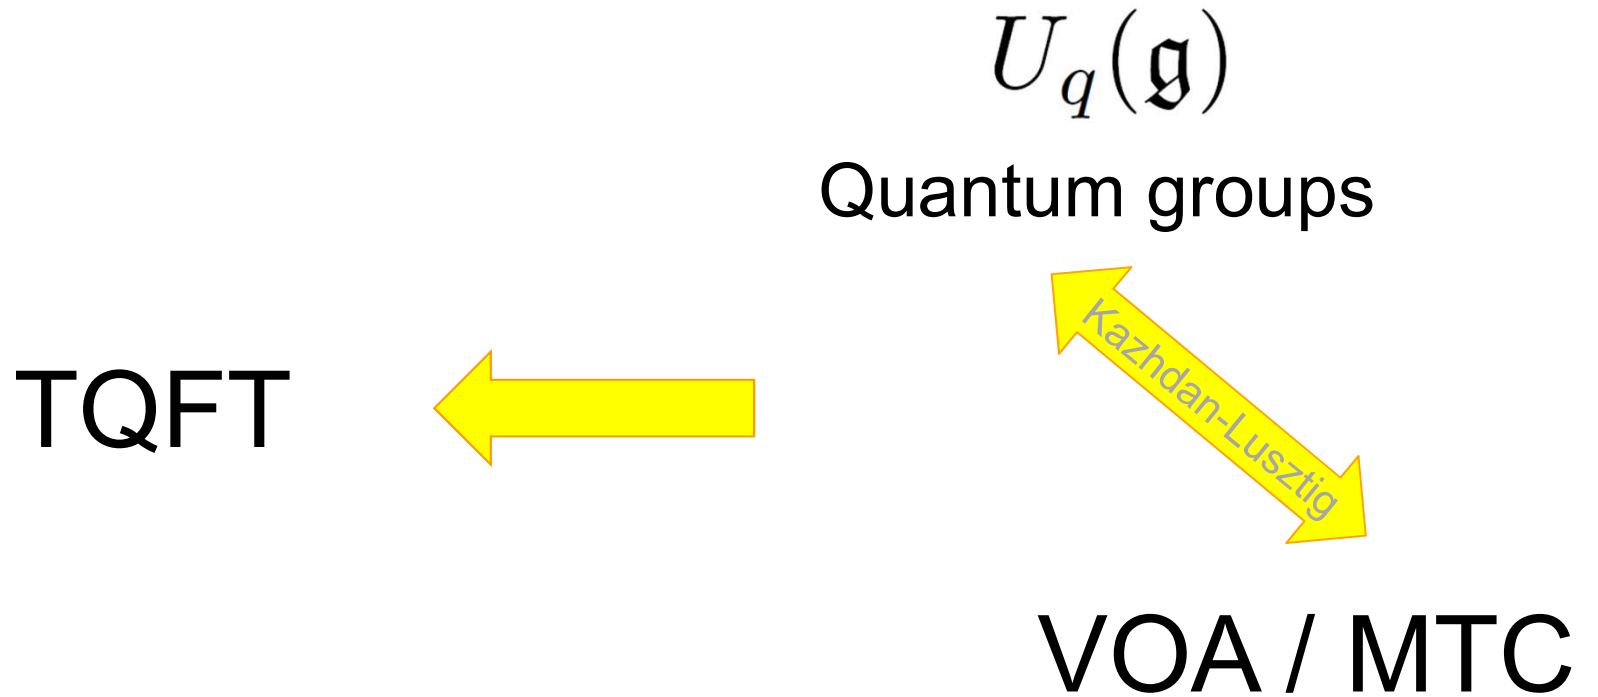 U_q(𝔤)
Quantum groups
Kazhdan-Lusztig
TQFT
VOA / MTC